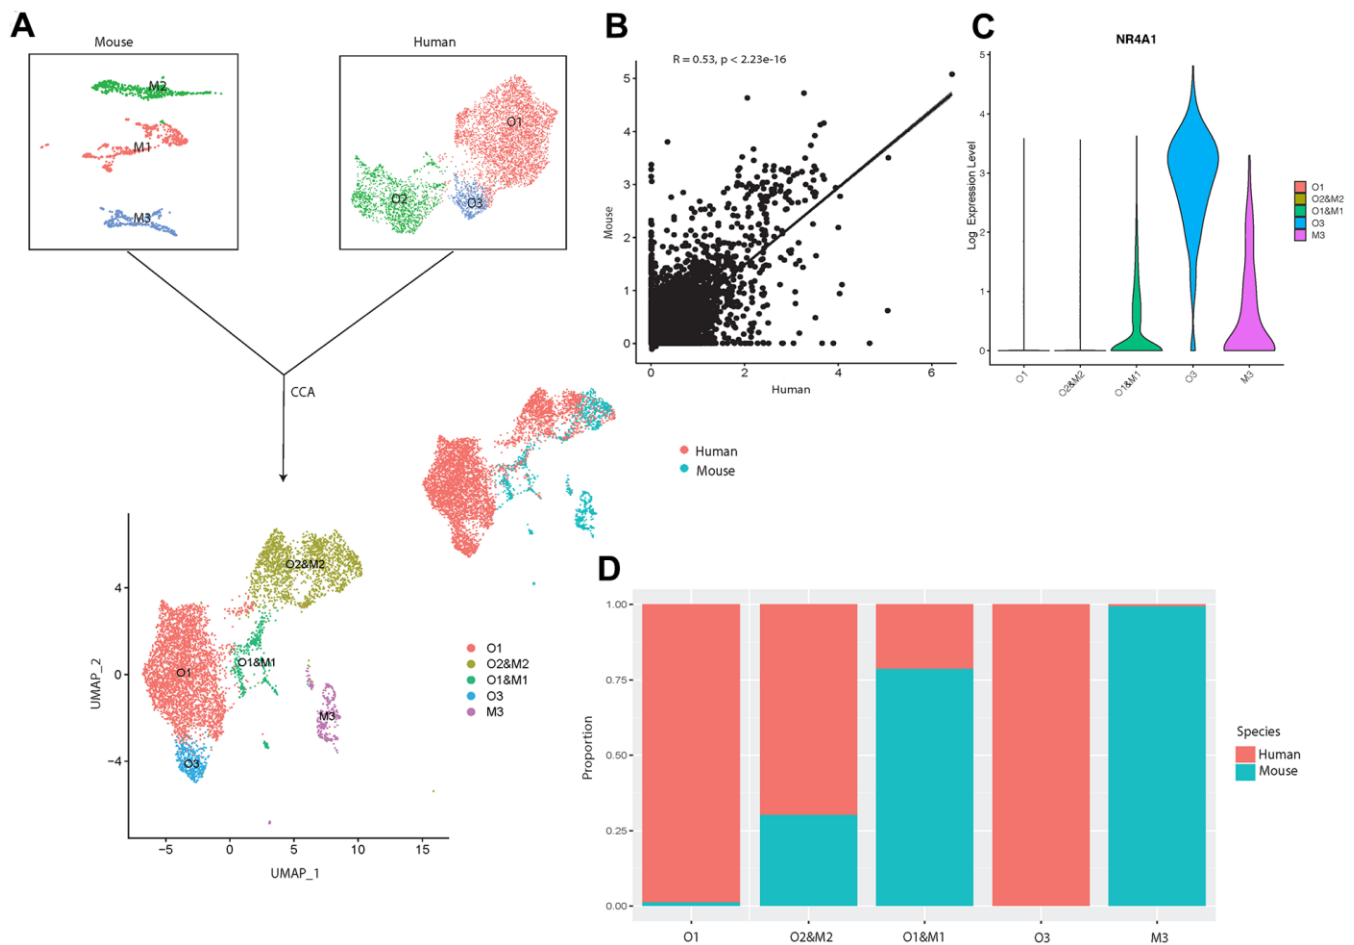 A
Mouse
M2
M1
M3
Human
O1
O2
O3
CCA
Human
Mouse
UMAP_2
4
0
−4
O2&M2
O1&M1
O1
M3
O3
−5
0
5
10
15
UMAP_1
O1
O2&M2
O1&M1
O3
M3
B
R = 0.53, p < 2.23e-16
Mouse
5
4
3
2
1
0
0
2
4
6
Human
C
NR4A1
Log Expression Level
5
4
3
2
1
0
O1
O2&M2
O1&M1
O3
M3
O1
O2&M2
O1&M1
O3
M3
D
Proportion
1.00
0.75
0.50
0.25
0.00
O1
O2&M2
O1&M1
O3
M3
Species
Human
Mouse